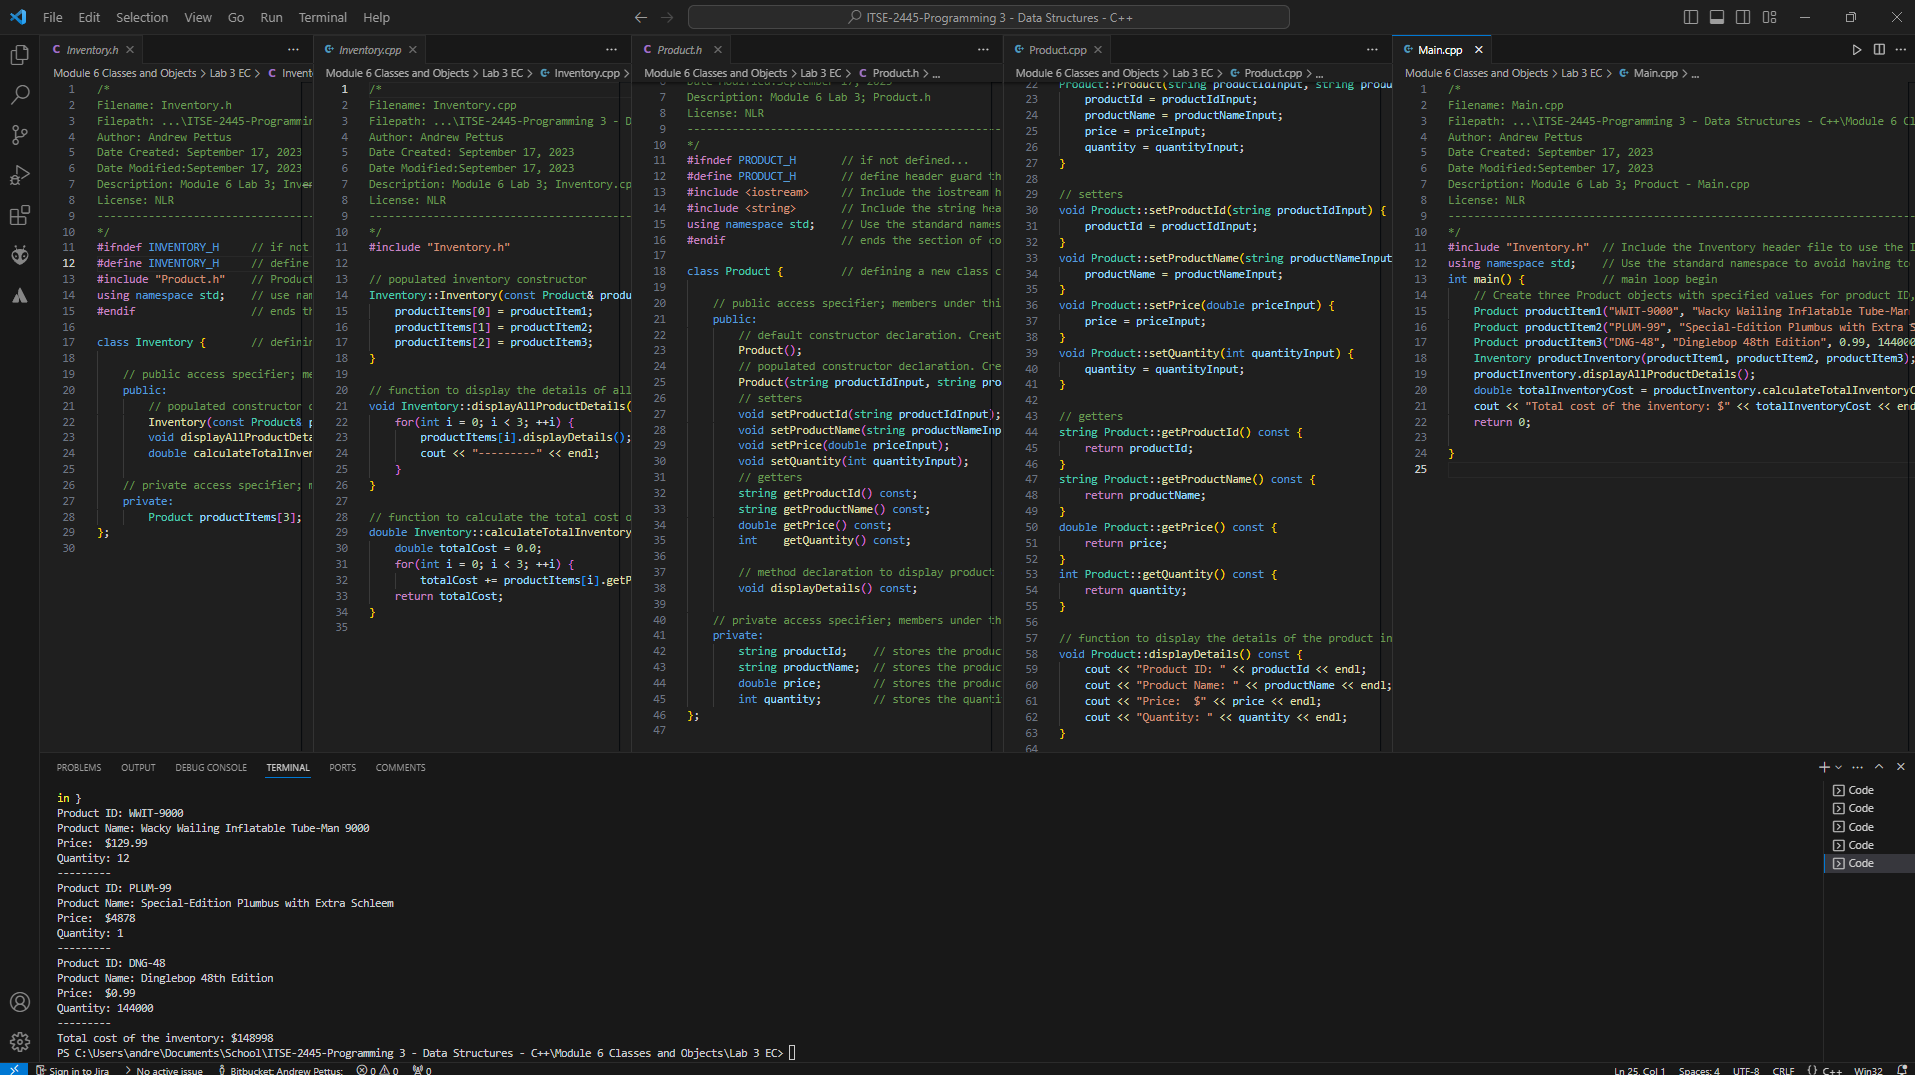 File Edit Selection View Go Run Terminal Help
ITSE-2445-Programming 3 - Data Structures - C++
Inventory.h
Module 6 Classes and Objects > Lab 3 EC > C Invent
1 /*
2 Filename: Inventory.h
3 Filepath: ...\ITSE-2445-Programmin
4 Author: Andrew Pettus
5 Date Created: September 17, 2023
6 Date Modified:September 17, 2023
7 Description: Module 6 Lab 3; Inven
8 License: NLR
9 --------------------------------
10 */
11 #ifndef INVENTORY_H // if not
12 #define INVENTORY_H // define
13 #include "Product.h" // Product
14 using namespace std; // use nam
15 #endif // ends th
16
17 class Inventory { // definin
18
19 // public access specifier; me
20 public:
21 // populated constructor d
22 Inventory(const Product& p
23 void displayAllProductDeta
24 double calculateTotalInven
25
26 // private access specifier; m
27 private:
28 Product productItems[3];
29 };
30
Inventory.cpp
Module 6 Classes and Objects > Lab 3 EC > Inventory.cpp >
1 /*
2 Filename: Inventory.cpp
3 Filepath: ...\ITSE-2445-Programming 3 - D
4 Author: Andrew Pettus
5 Date Created: September 17, 2023
6 Date Modified:September 17, 2023
7 Description: Module 6 Lab 3; Inventory.cp
8 License: NLR
9 -----------------------------------------
10 */
11 #include "Inventory.h"
12
13 // populated inventory constructor
14 Inventory::Inventory(const Product& produ
15 productItems[0] = productItem1;
16 productItems[1] = productItem2;
17 productItems[2] = productItem3;
18 }
19
20 // function to display the details of all
21 void Inventory::displayAllProductDetails(
22 for(int i = 0; i < 3; ++i) {
23 productItems[i].displayDetails();
24 cout << "---------" << endl;
25 }
26 }
27
28 // function to calculate the total cost o
29 double Inventory::calculateTotalInventory
30 double totalCost = 0.0;
31 for(int i = 0; i < 3; ++i) {
32 totalCost += productItems[i].getP
33 return totalCost;
34 }
35
Product.h
Module 6 Classes and Objects > Lab 3 EC > C Product.h > ...
7 Description: Module 6 Lab 3; Product.h
8 License: NLR
9 -----------------------------------------
10 */
11 #ifndef PRODUCT_H // if not defined...
12 #define PRODUCT_H // define header guard th
13 #include <iostream> // Include the iostream h
14 #include <string> // Include the string hea
15 using namespace std; // Use the standard names
16 #endif // ends the section of co
17
18 class Product { // defining a new class c
19
20 // public access specifier; members under thi
21 public:
22 // default constructor declaration. Creat
23 Product();
24 // populated constructor declaration. Cre
25 Product(string productIdInput, string pro
26 // setters
27 void setProductId(string productIdInput);
28 void setProductName(string productNameInp
29 void setPrice(double priceInput);
30 void setQuantity(int quantityInput);
31 // getters
32 string getProductId() const;
33 string getProductName() const;
34 double getPrice() const;
35 int getQuantity() const;
36
37 // method declaration to display product
38 void displayDetails() const;
39
40 // private access specifier; members under th
41 private:
42 string productId; // stores the produc
43 string productName; // stores the produc
44 double price; // stores the produc
45 int quantity; // stores the quanti
46 };
47
Product.cpp
Module 6 Classes and Objects > Lab 3 EC > Product.cpp > ...
22 Product::Product(string productIdInput, string produ
23 productId = productIdInput;
24 productName = productNameInput;
25 price = priceInput;
26 quantity = quantityInput;
27 }
28
29 // setters
30 void Product::setProductId(string productIdInput) {
31 productId = productIdInput;
32 }
33 void Product::setProductName(string productNameInput
34 productName = productNameInput;
35 }
36 void Product::setPrice(double priceInput) {
37 price = priceInput;
38 }
39 void Product::setQuantity(int quantityInput) {
40 quantity = quantityInput;
41 }
42
43 // getters
44 string Product::getProductId() const {
45 return productId;
46 }
47 string Product::getProductName() const {
48 return productName;
49 }
50 double Product::getPrice() const {
51 return price;
52 }
53 int Product::getQuantity() const {
54 return quantity;
55 }
56
57 // function to display the details of the product in
58 void Product::displayDetails() const {
59 cout << "Product ID: " << productId << endl;
60 cout << "Product Name: " << productName << endl;
61 cout << "Price:  $" << price << endl;
62 cout << "Quantity: " << quantity << endl;
63 }
64
Main.cpp
Module 6 Classes and Objects > Lab 3 EC > Main.cpp > ...
1 /*
2 Filename: Main.cpp
3 Filepath: ...\ITSE-2445-Programming 3 - Data Structures - C++\Module 6 Cl
4 Author: Andrew Pettus
5 Date Created: September 17, 2023
6 Date Modified:September 17, 2023
7 Description: Module 6 Lab 3; Product - Main.cpp
8 License: NLR
9 -----------------------------------------
10 */
11 #include "Inventory.h" // Include the Inventory header file to use the I
12 using namespace std; // Use the standard namespace to avoid having to
13 int main() { // main loop begin
14 // Create three Product objects with specified values for product ID,
15 Product productItem1("WWIT-9000", "Wacky Wailing Inflatable Tube-Man
16 Product productItem2("PLUM-99", "Special-Edition Plumbus with Extra S
17 Product productItem3("DNG-48", "Dinglebop 48th Edition", 0.99, 144000
18 Inventory productInventory(productItem1, productItem2, productItem3);
19 productInventory.displayAllProductDetails();
20 double totalInventoryCost = productInventory.calculateTotalInventoryC
21 cout << "Total cost of the inventory: $" << totalInventoryCost << end
22 return 0;
23
24 }
25
PROBLEMS OUTPUT DEBUG CONSOLE TERMINAL PORTS COMMENTS
in }
Product ID: WWIT-9000
Product Name: Wacky Wailing Inflatable Tube-Man 9000
Price:  $129.99
Quantity: 12
---------
Product ID: PLUM-99
Product Name: Special-Edition Plumbus with Extra Schleem
Price:  $4878
Quantity: 1
---------
Product ID: DNG-48
Product Name: Dinglebop 48th Edition
Price:  $0.99
Quantity: 144000
---------
Total cost of the inventory: $148998
PS C:\Users\andre\Documents\School\ITSE-2445-Programming 3 - Data Structures - C++\Module 6 Classes and Objects\Lab 3 EC>
Code
Code
Code
Code
Code
Sign in to Jira No active issue Bitbucket: Andrew Pettus: 0 0 0 Ln 25, Col 1 Spaces: 4 UTF-8 CRLF {} C++ Win32